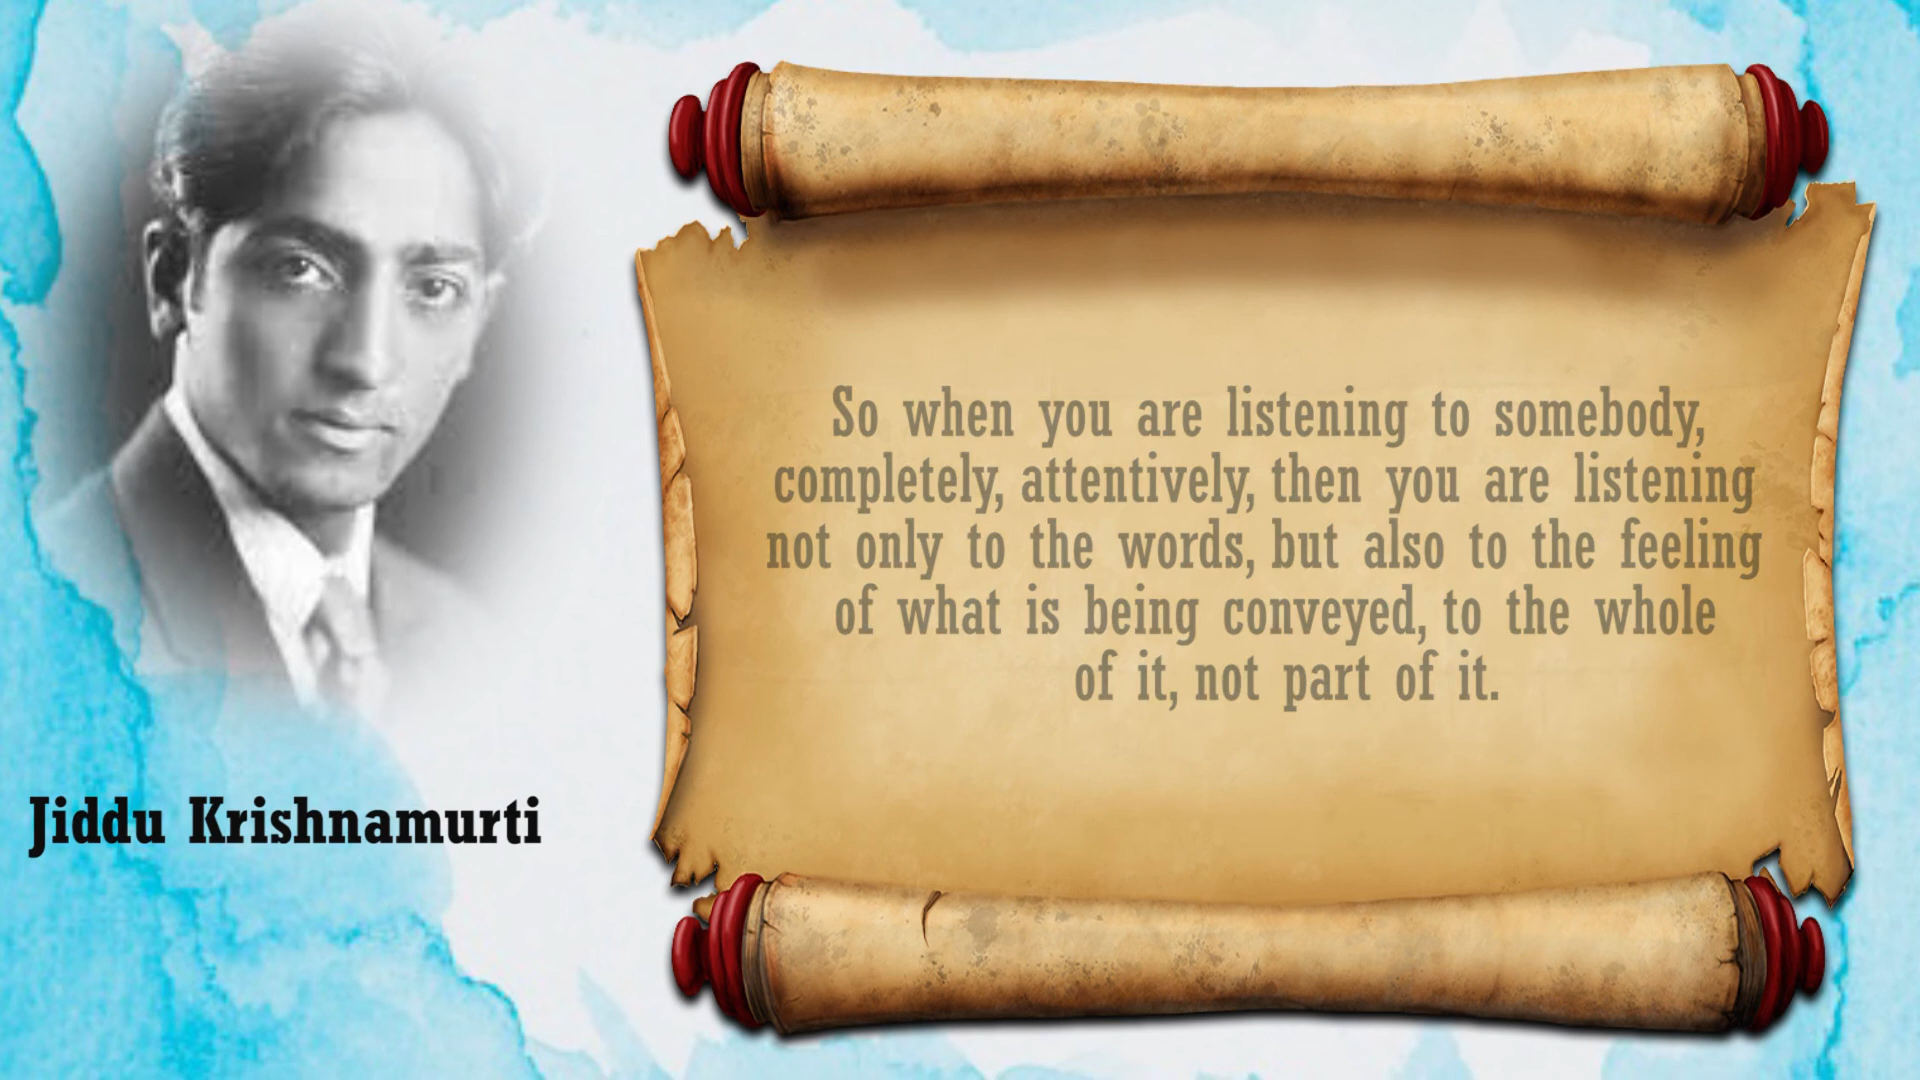 So when you are listening to somebody,
completely, attentively, then you are listening
not only to the words, but also to the feeling
of what is being conveyed, to the whole
of it, not part of it.
Jiddu Krishnamurti